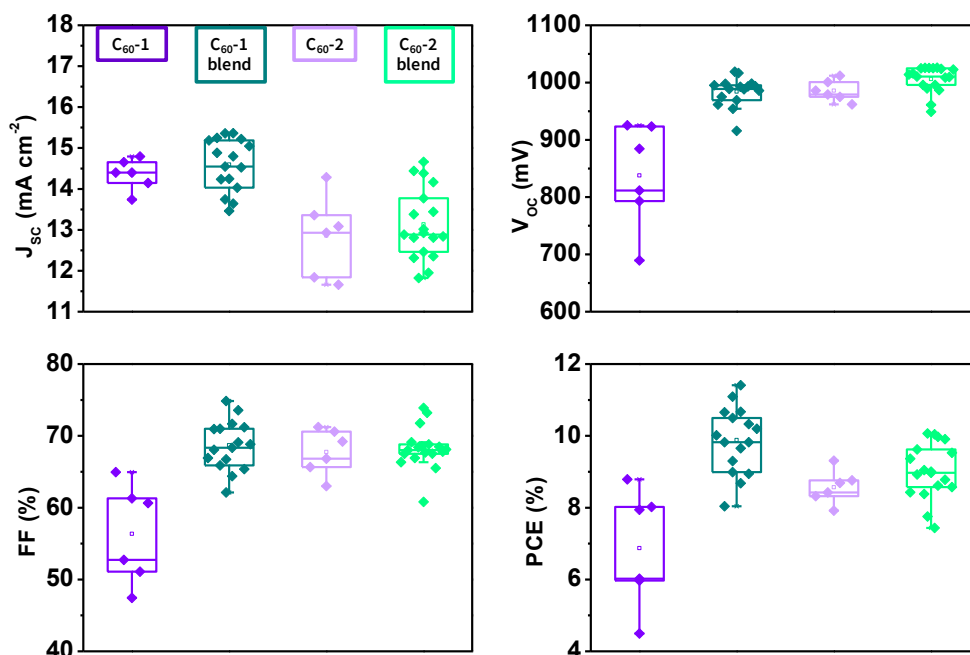 18
17
16
15
14
13
12
11
J_SC (mA cm⁻²)
C₆₀-1
C₆₀-1
blend
C₆₀-2
C₆₀-2
blend
1100
1000
900
800
700
600
V_OC (mV)
80
70
60
50
40
FF (%)
12
10
8
6
4
PCE (%)